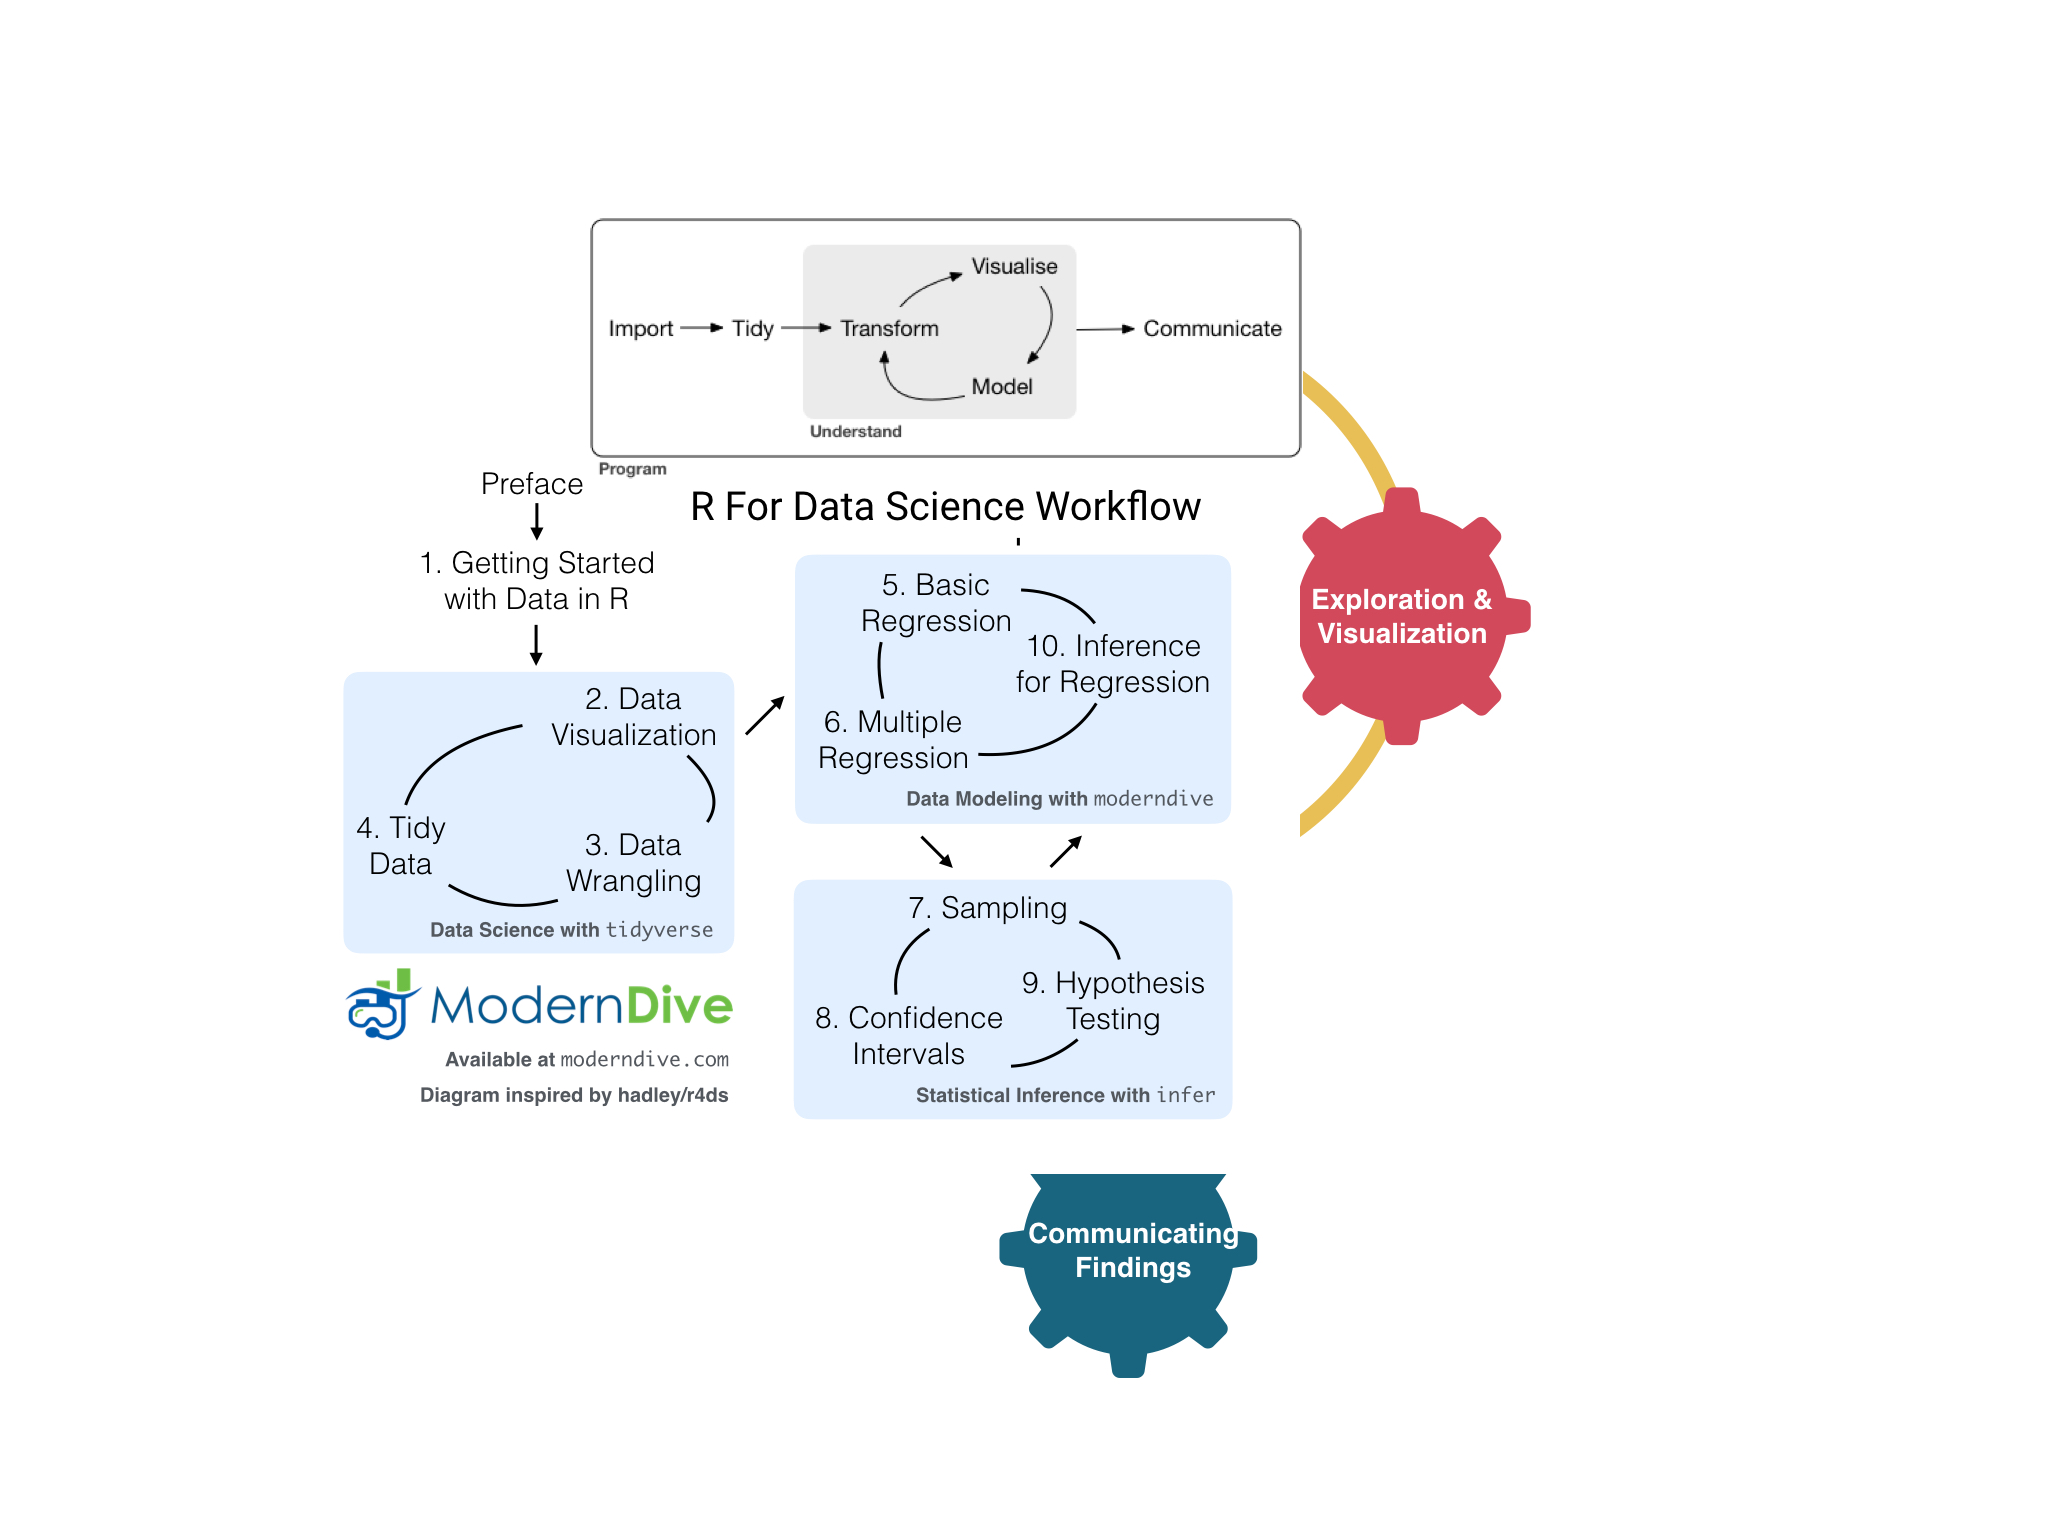 Visualise
Import
Tidy
Transform
Communicate
Model
Understand
Program
R For Data Science Workflow
Preface
1. Getting Started
with Data in R
2. Data
Visualization
4. Tidy
Data
3. Data
Wrangling
Data Science with tidyverse
5. Basic
Regression
10. Inference
for Regression
6. Multiple
Regression
Data Modeling with moderndive
7. Sampling
9. Hypothesis
Testing
8. Confidence
Intervals
Statistical Inference with infer
ModernDive
Available at moderndive.com
Diagram inspired by hadley/r4ds
Exploration &
Visualization
Communicating
Findings